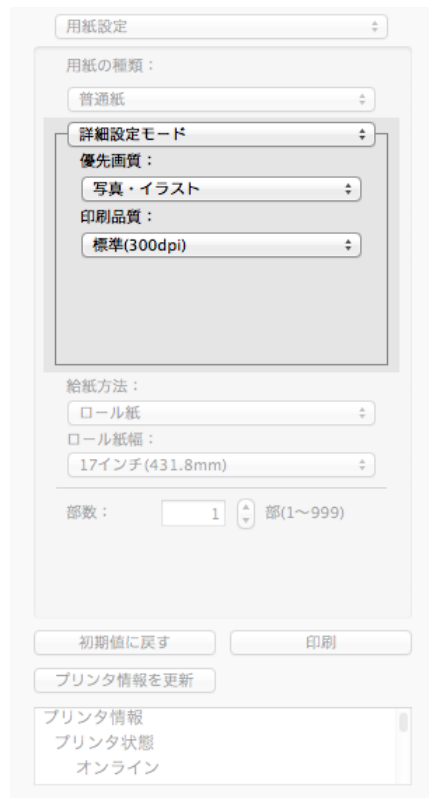 用紙設定
用紙の種類：
普通紙
詳細設定モード
優先画質：
写真・イラスト
印刷品質：
標準(300dpi)
給紙方法：
ロール紙
ロール紙幅：
17インチ(431.8mm)
部数： 1 部(1〜999)
初期値に戻す 印刷
プリンタ情報を更新
プリンタ情報
プリンタ状態
オンライン